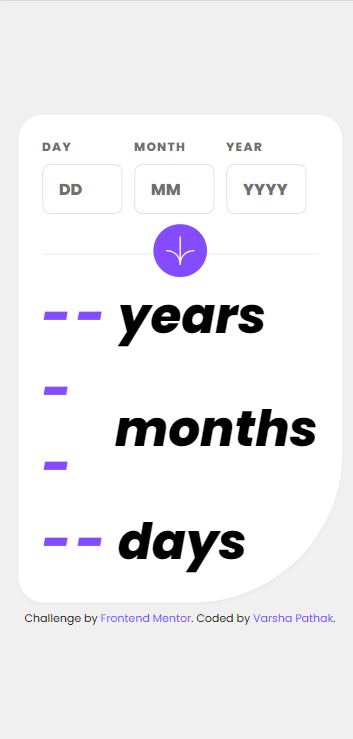 DAY MONTH YEAR
DD MM YYYY
-- years
-
months
-
-- days
Challenge by Frontend Mentor. Coded by Varsha Pathak.